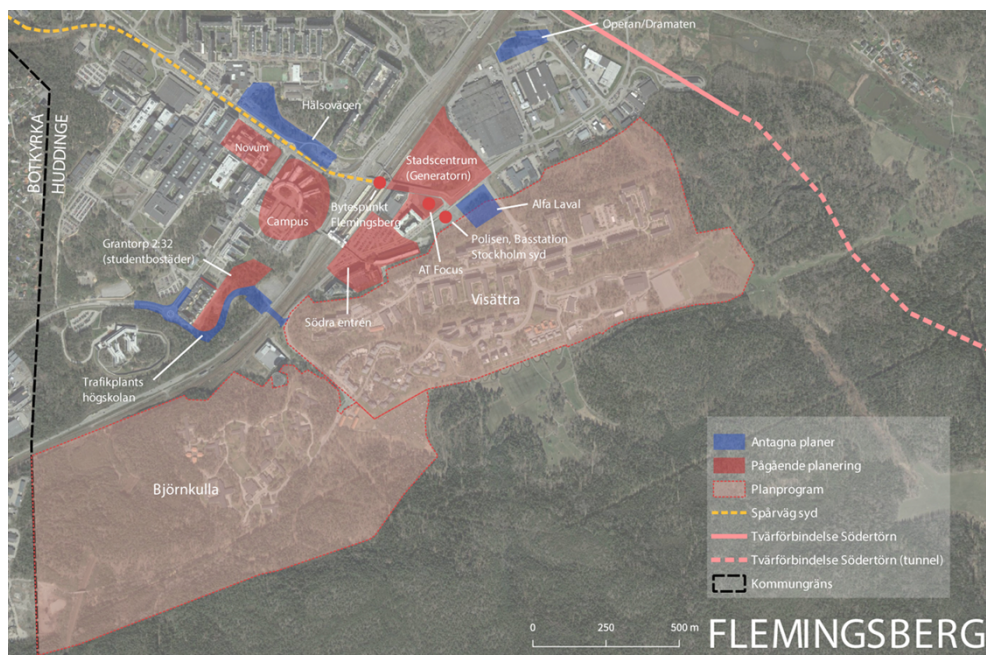 Operan/Dramaten
Hälsovägen
BOTKYRKA
HUDDINGE
Novum
Stadscentrum
(Generatorn)
Campus
Bytespunkt
Flemingsberg
Alfa Laval
Polisen, Basstation
Stockholm syd
Grantorp 2:32
(studentbostäder)
AT Focus
Visättra
Södra entrén
Trafikplants
högskolan
Björnkulla
Antagna planer
Pågående planering
Planprogram
Spårväg syd
Tvärförbindelse Södertörn
Tvärförbindelse Södertörn (tunnel)
Kommungräns
0 250 500 m
FLEMINGSBERG